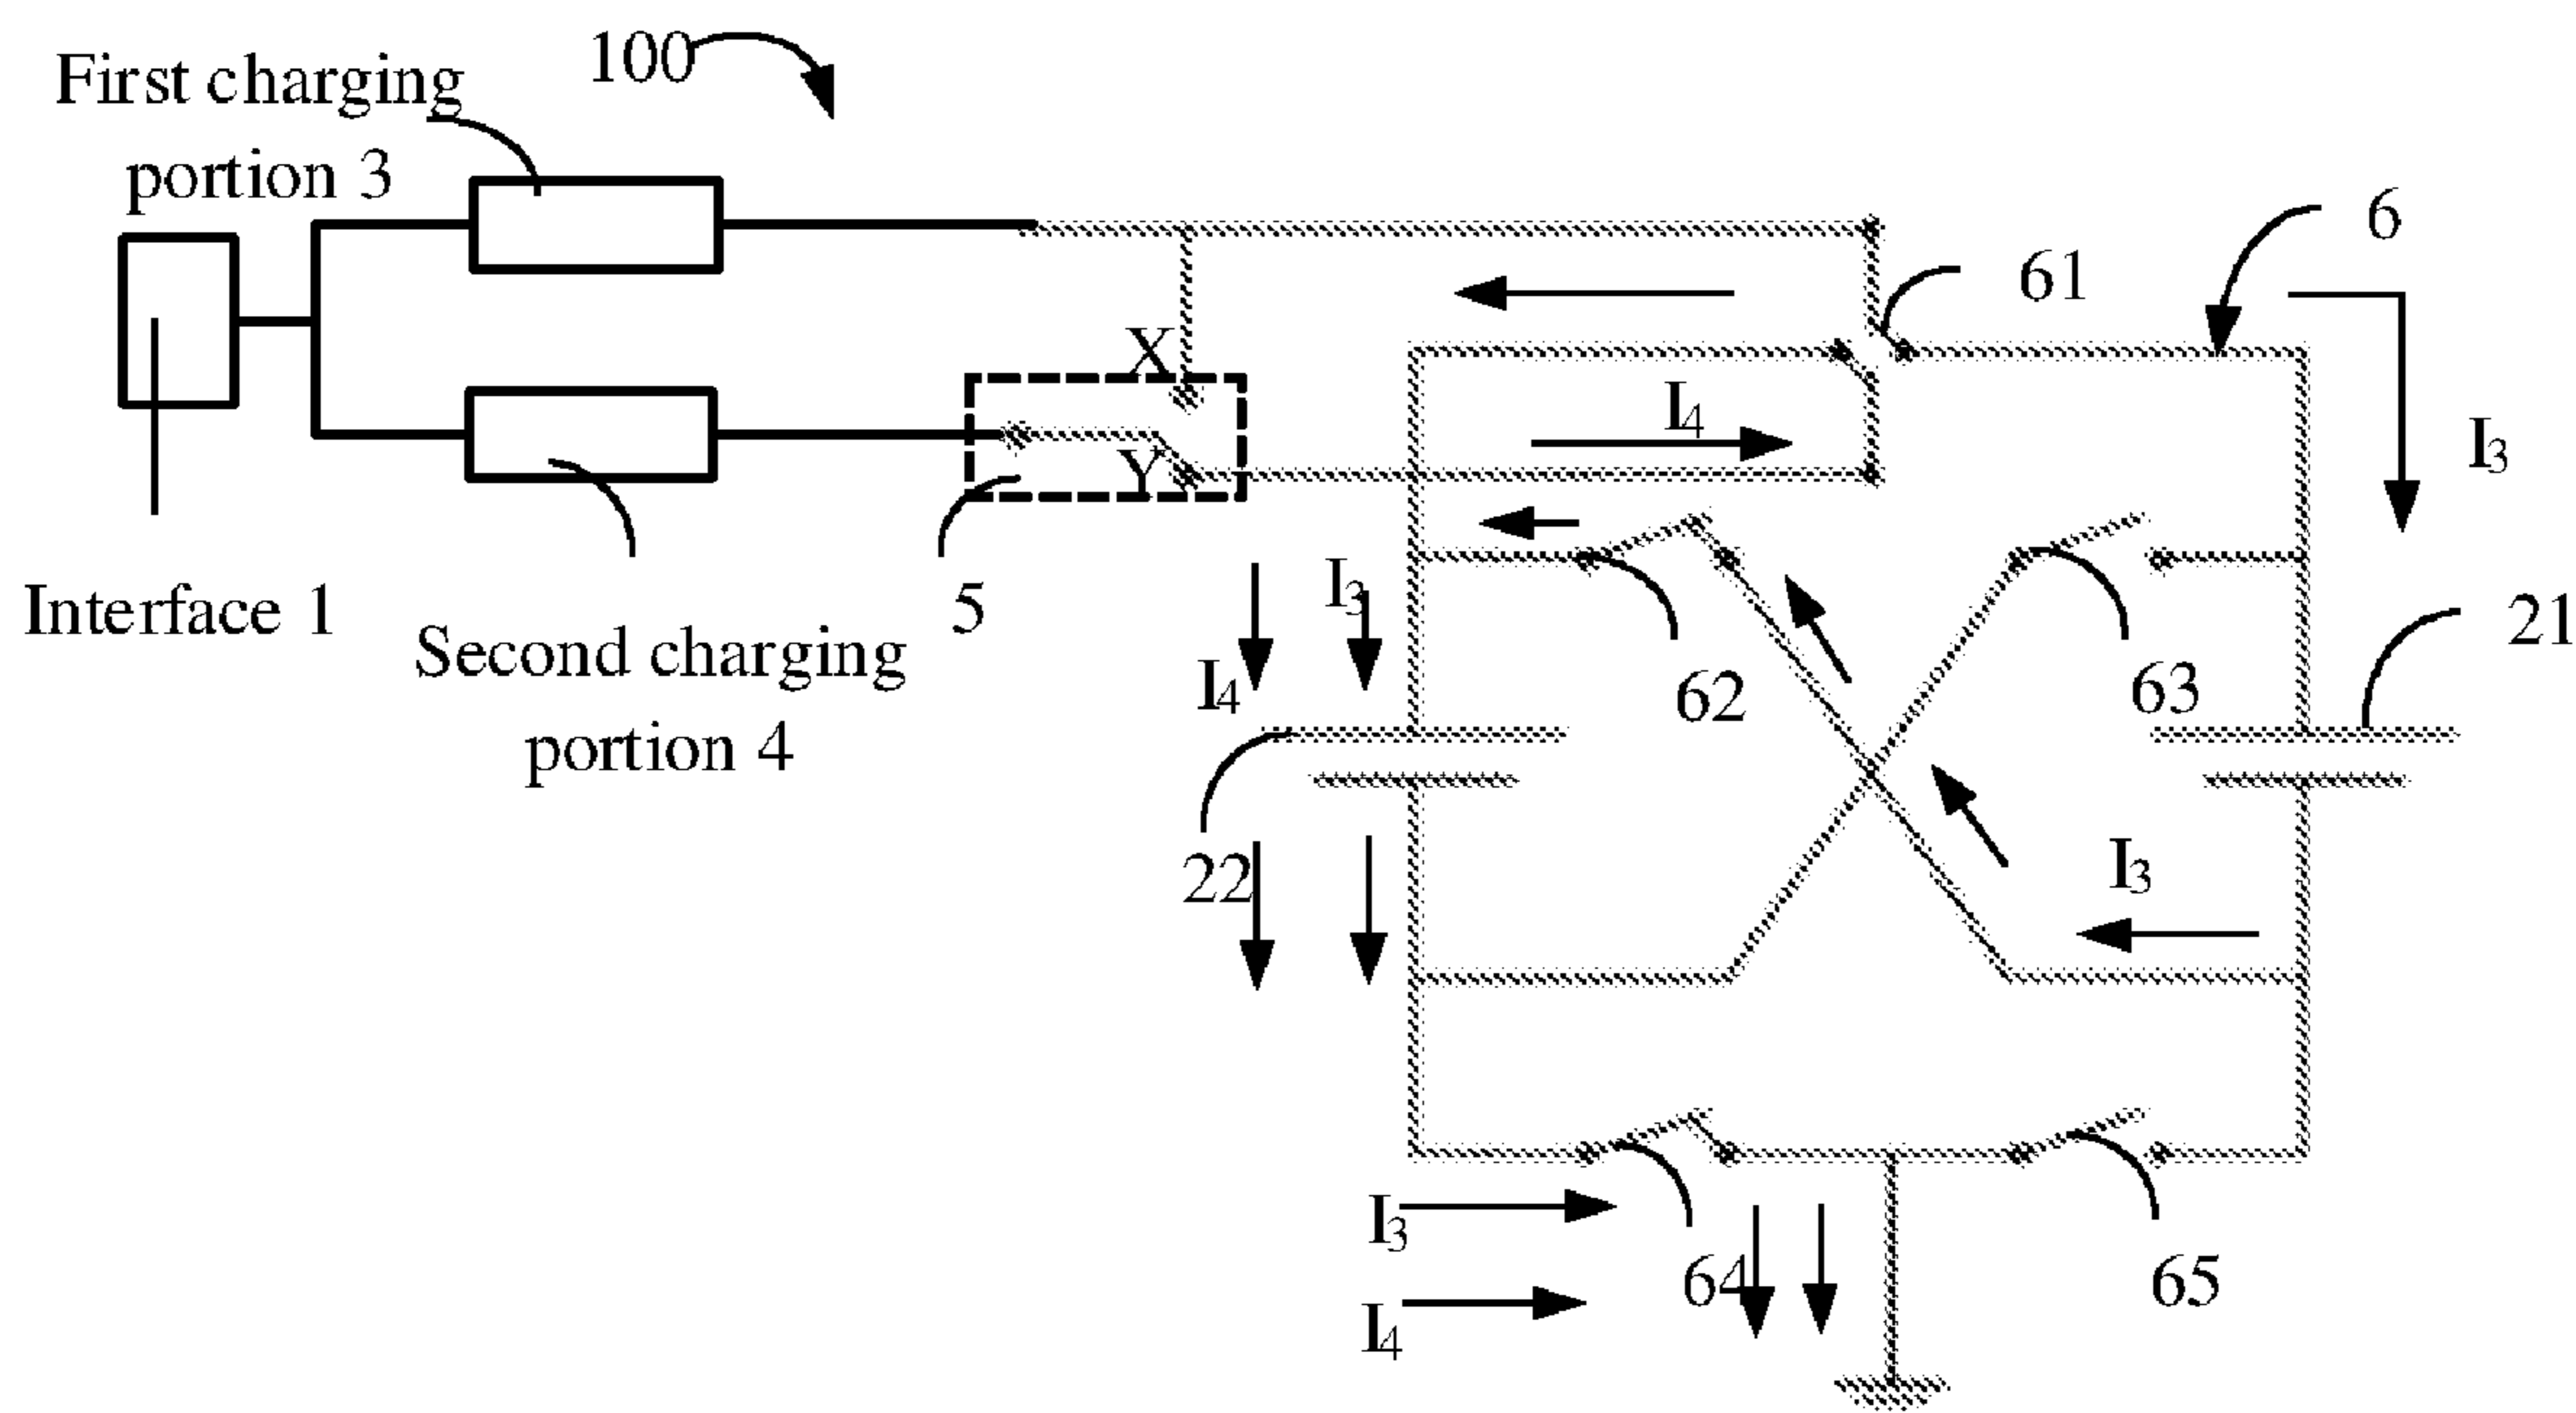 100
First charging
portion 3
6
61
X
I4
I3
Y
I3
Interface 1
5
21
Second charging
portion 4
I4
62
63
22
I3
I3
64
65
I4